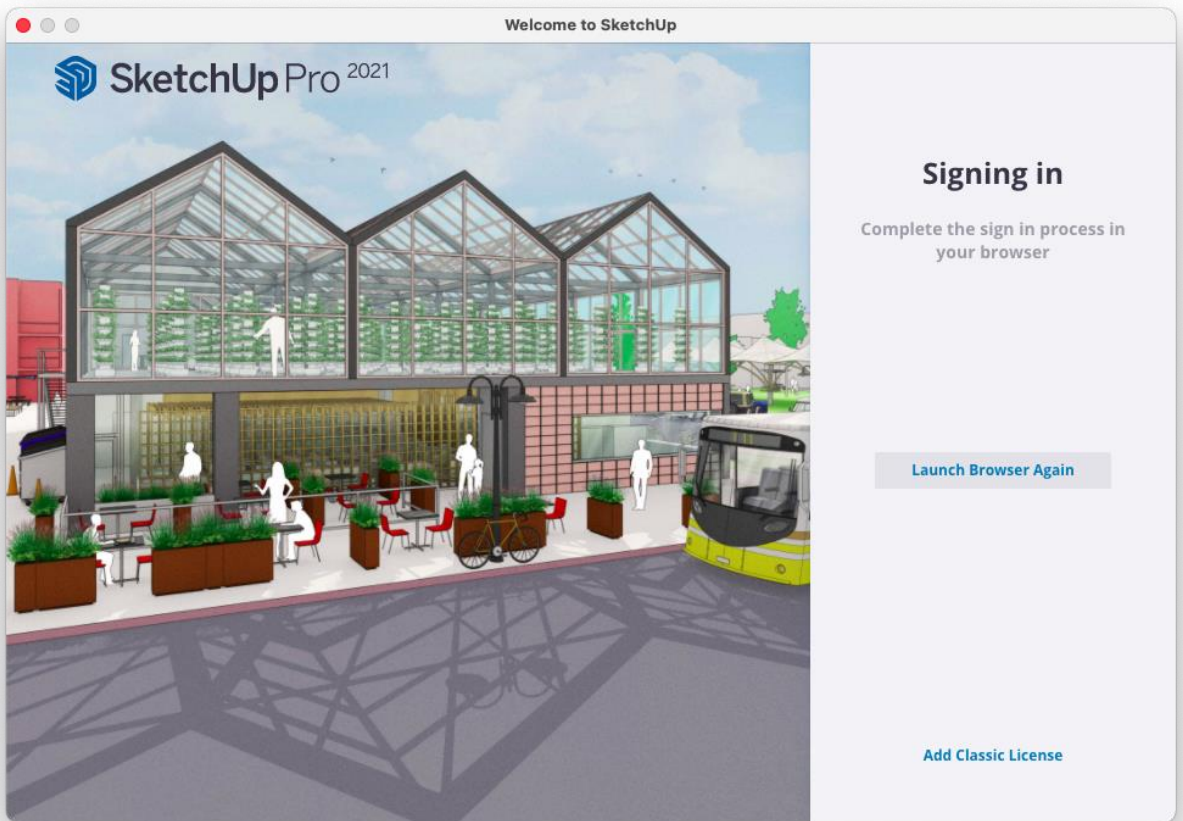 Welcome to SketchUp
SketchUp Pro 2021
Signing in
Complete the sign in process in
your browser
Launch Browser Again
Add Classic License